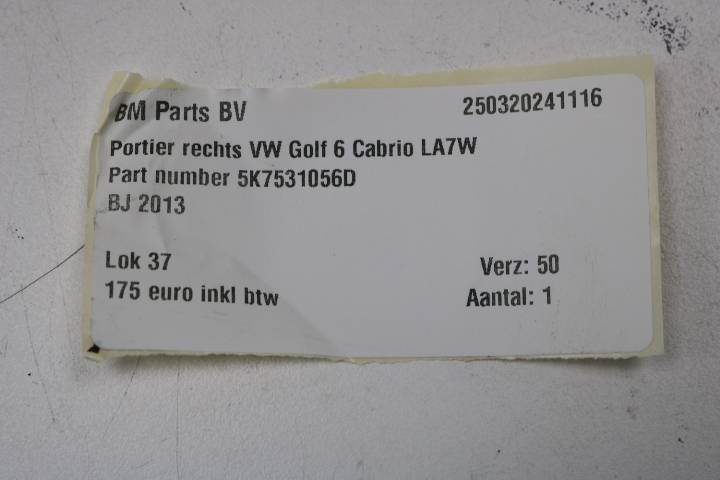 BM Parts BV 250320241116
Portier rechts VW Golf 6 Cabrio LA7W
Part number 5K7531056D
BJ 2013
Lok 37 Verz: 50
175 euro inkl btw Aantal: 1